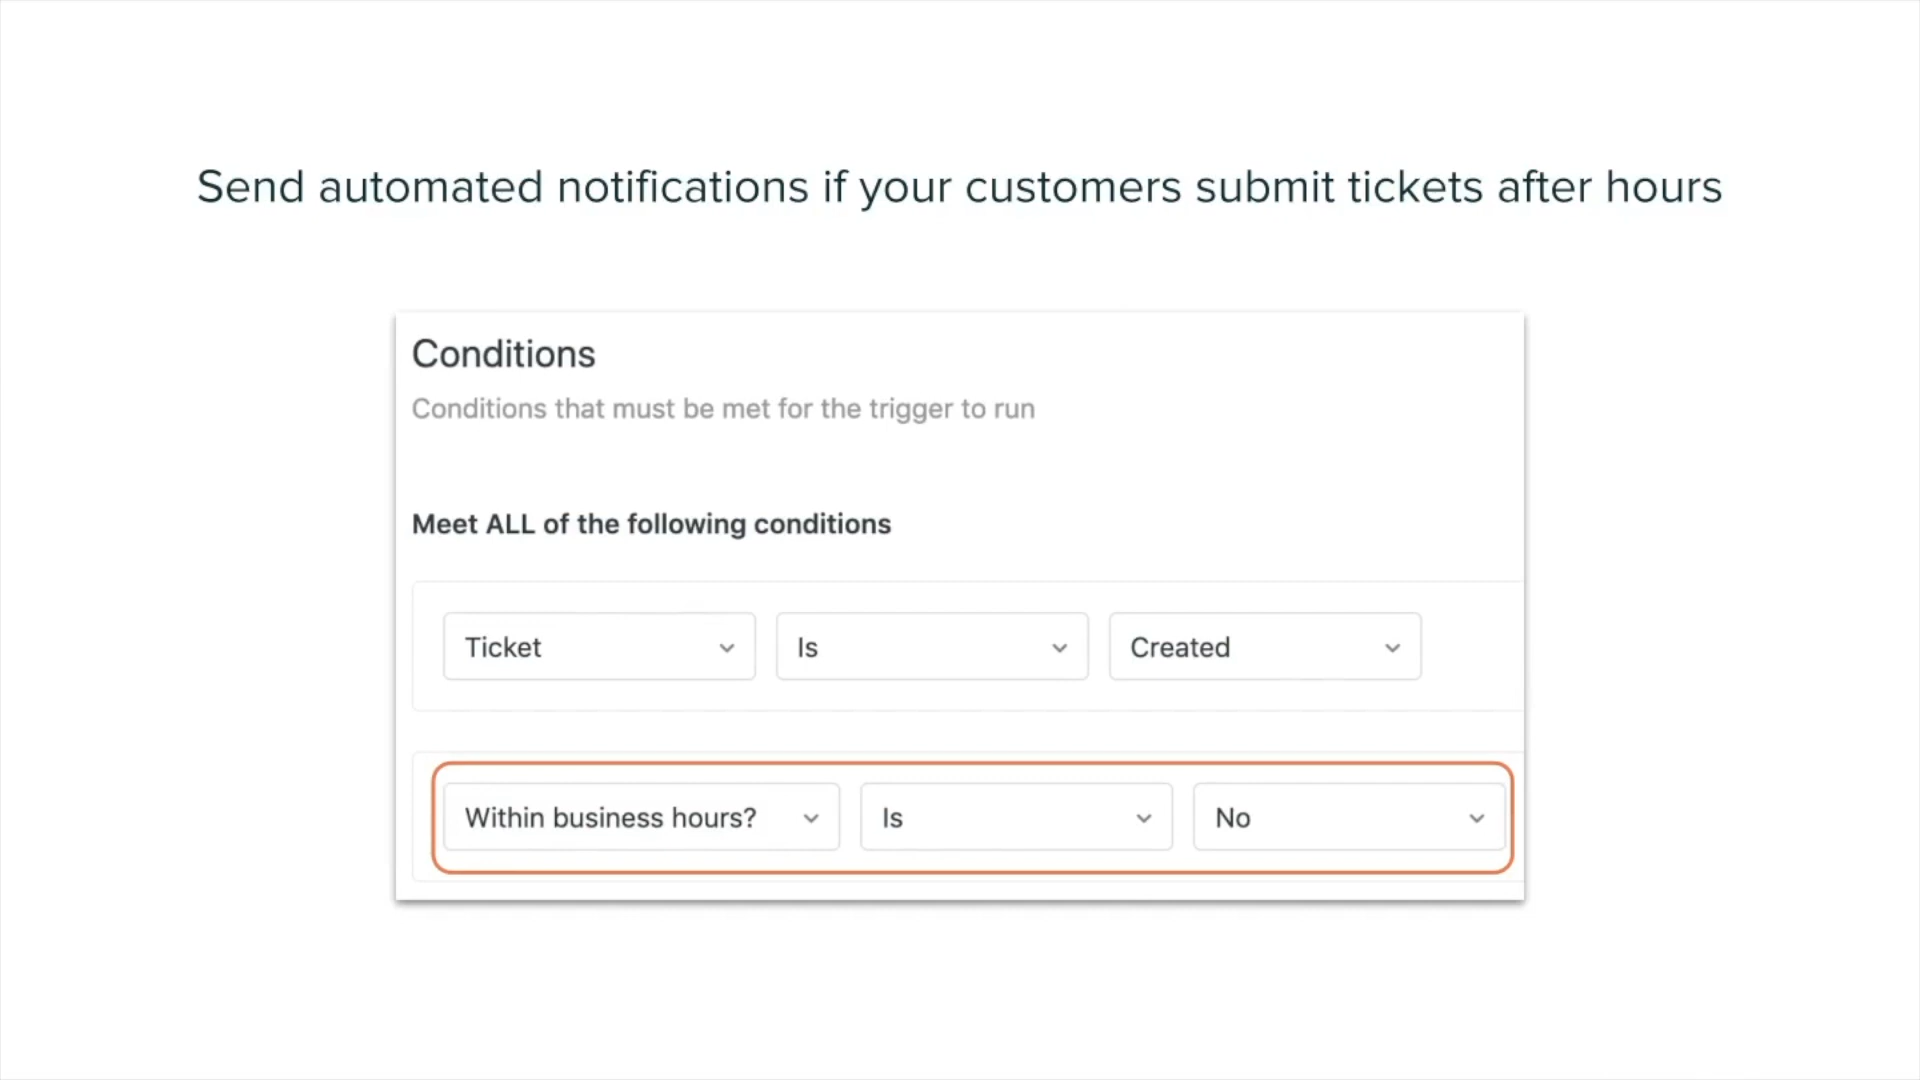 Send automated notifications if your customers submit tickets after hours
Conditions
Conditions that must be met for the trigger to run
Meet ALL of the following conditions
Ticket Is Created
Within business hours? Is No